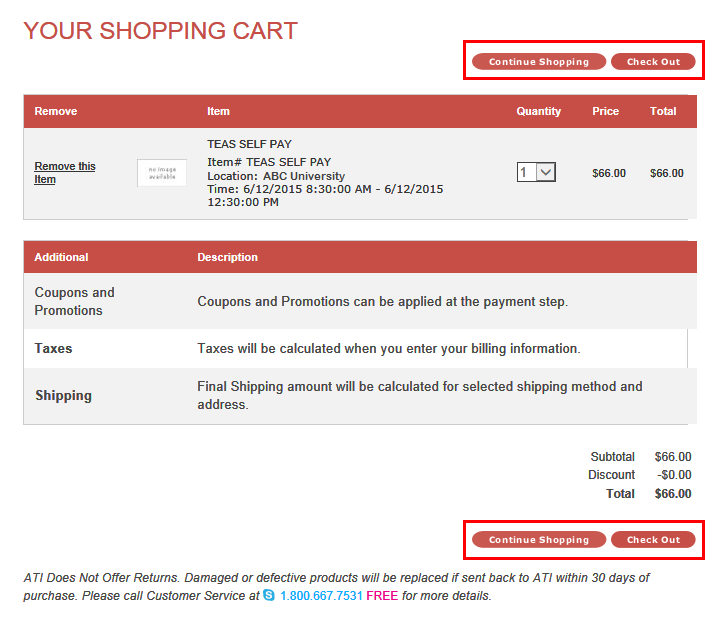 YOUR SHOPPING CART
Continue Shopping Check Out
Remove Item Quantity Price Total
TEAS SELF PAY
Remove this
Item
no image
available
Item# TEAS SELF PAY
Location: ABC University
Time: 6/12/2015 8:30:00 AM - 6/12/2015
12:30:00 PM
1 $66.00 $66.00
Additional Description
Coupons and
Promotions
Coupons and Promotions can be applied at the payment step.
Taxes Taxes will be calculated when you enter your billing information.
Shipping
Final Shipping amount will be calculated for selected shipping method and
address.
Subtotal $66.00
Discount -$0.00
Total $66.00
Continue Shopping Check Out
ATI Does Not Offer Returns. Damaged or defective products will be replaced if sent back to ATI within 30 days of
purchase. Please call Customer Service at S 1.800.667.7531 FREE for more details.